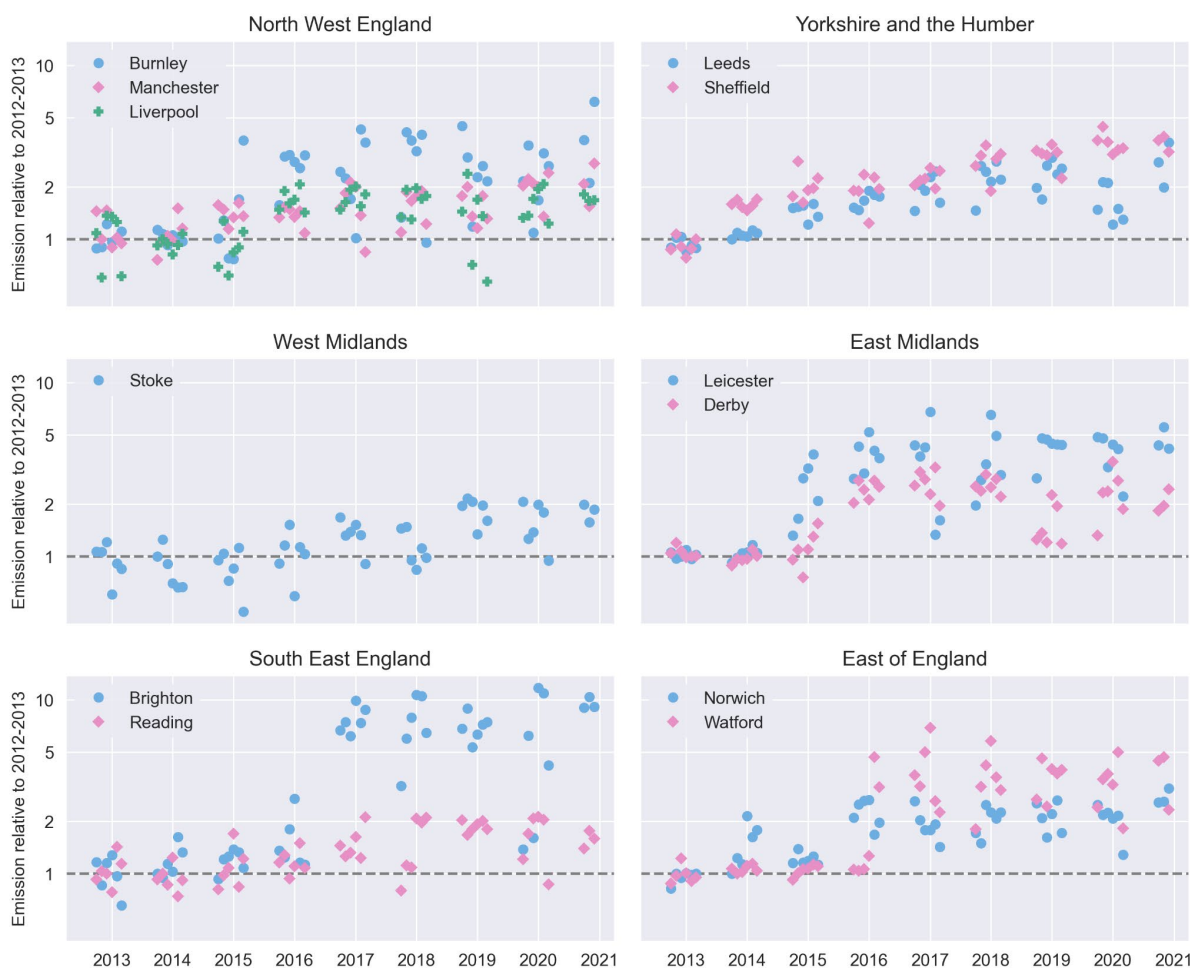 North West England
Yorkshire and the Humber
Emission relative to 2012-2013
10
5
2
1
Burnley
Manchester
Liverpool
Leeds
Sheffield
West Midlands
East Midlands
Emission relative to 2012-2013
10
5
2
1
Stoke
Leicester
Derby
South East England
East of England
Emission relative to 2012-2013
10
5
2
1
Brighton
Reading
Norwich
Watford
2013 2014 2015 2016 2017 2018 2019 2020 2021
2013 2014 2015 2016 2017 2018 2019 2020 2021